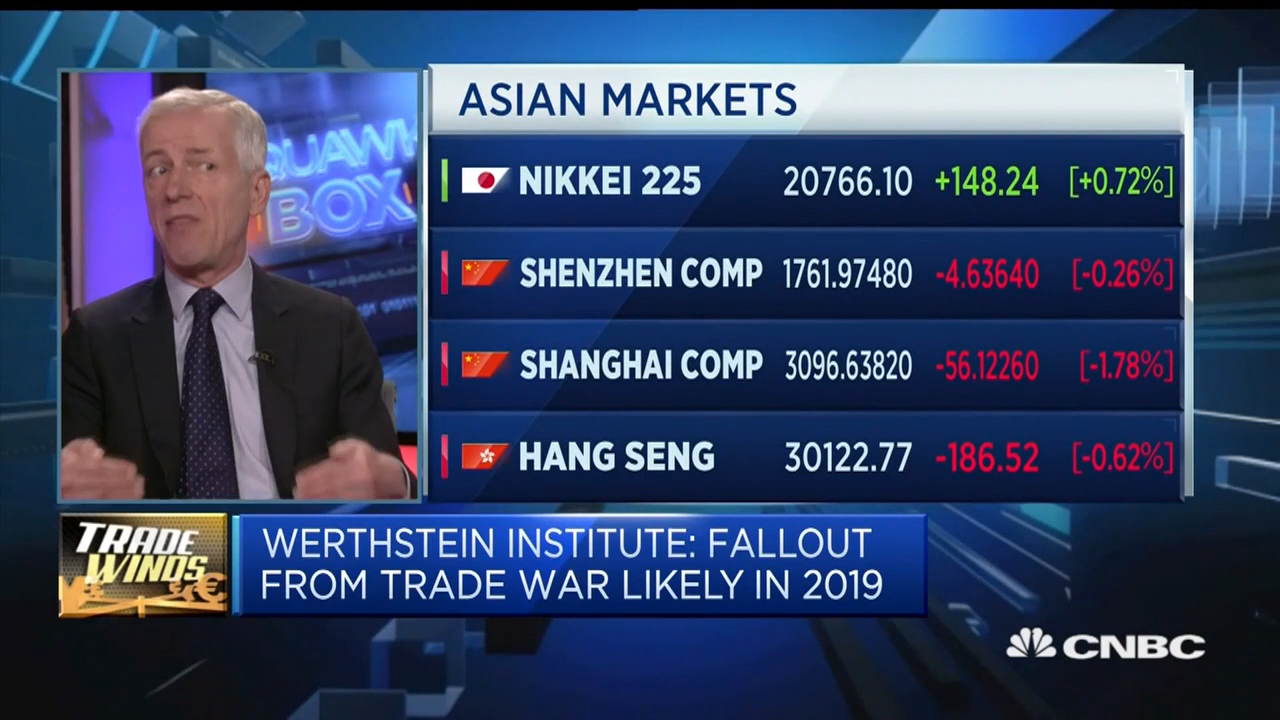 QUAWK
BOX
ASIAN MARKETS
NIKKEI 225 20766.10 +148.24 [+0.72%]
SHENZHEN COMP 1761.97480 -4.63640 [-0.26%]
SHANGHAI COMP 3096.63820 -56.12260 [-1.78%]
HANG SENG 30122.77 -186.52 [-0.62%]
TRADE
WINDS
WERTHSTEIN INSTITUTE: FALLOUT
FROM TRADE WAR LIKELY IN 2019
CNBC